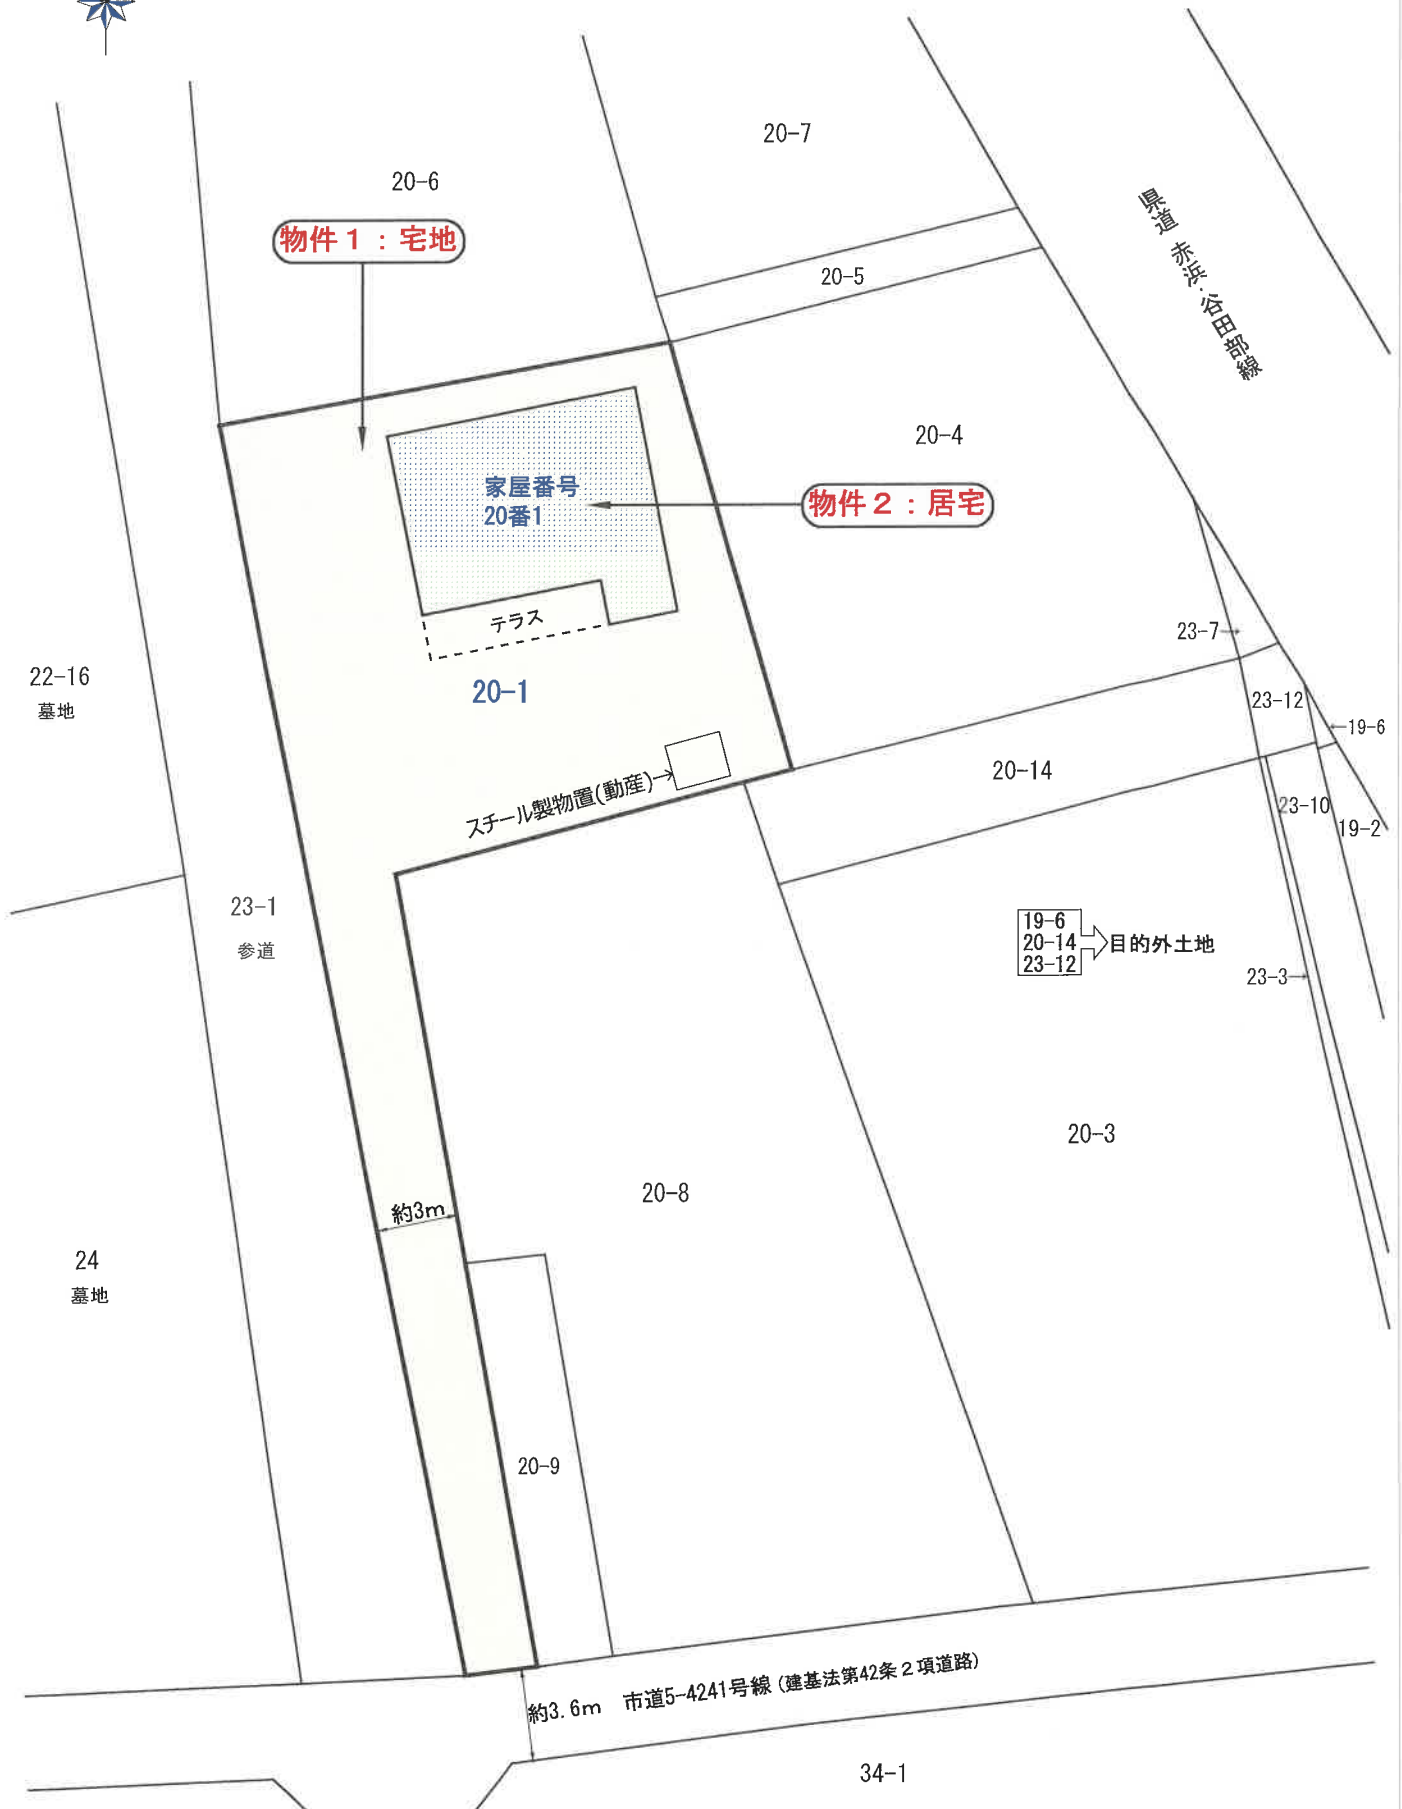 20-7
20-6
物件1：宅地
県道 赤浜・谷田部線
20-5
20-4
家屋番号
20番1
物件2：居宅
テラス
23-7
22-16
墓地
20-1
23-12
19-6
20-14
スチール製物置(動産)
23-10
19-2
23-1
参道
19-6
20-14
23-12
目的外土地
23-3
20-3
20-8
約3m
24
墓地
20-9
約3.6m 市道5-4241号線(建基法第42条2項道路)
34-1